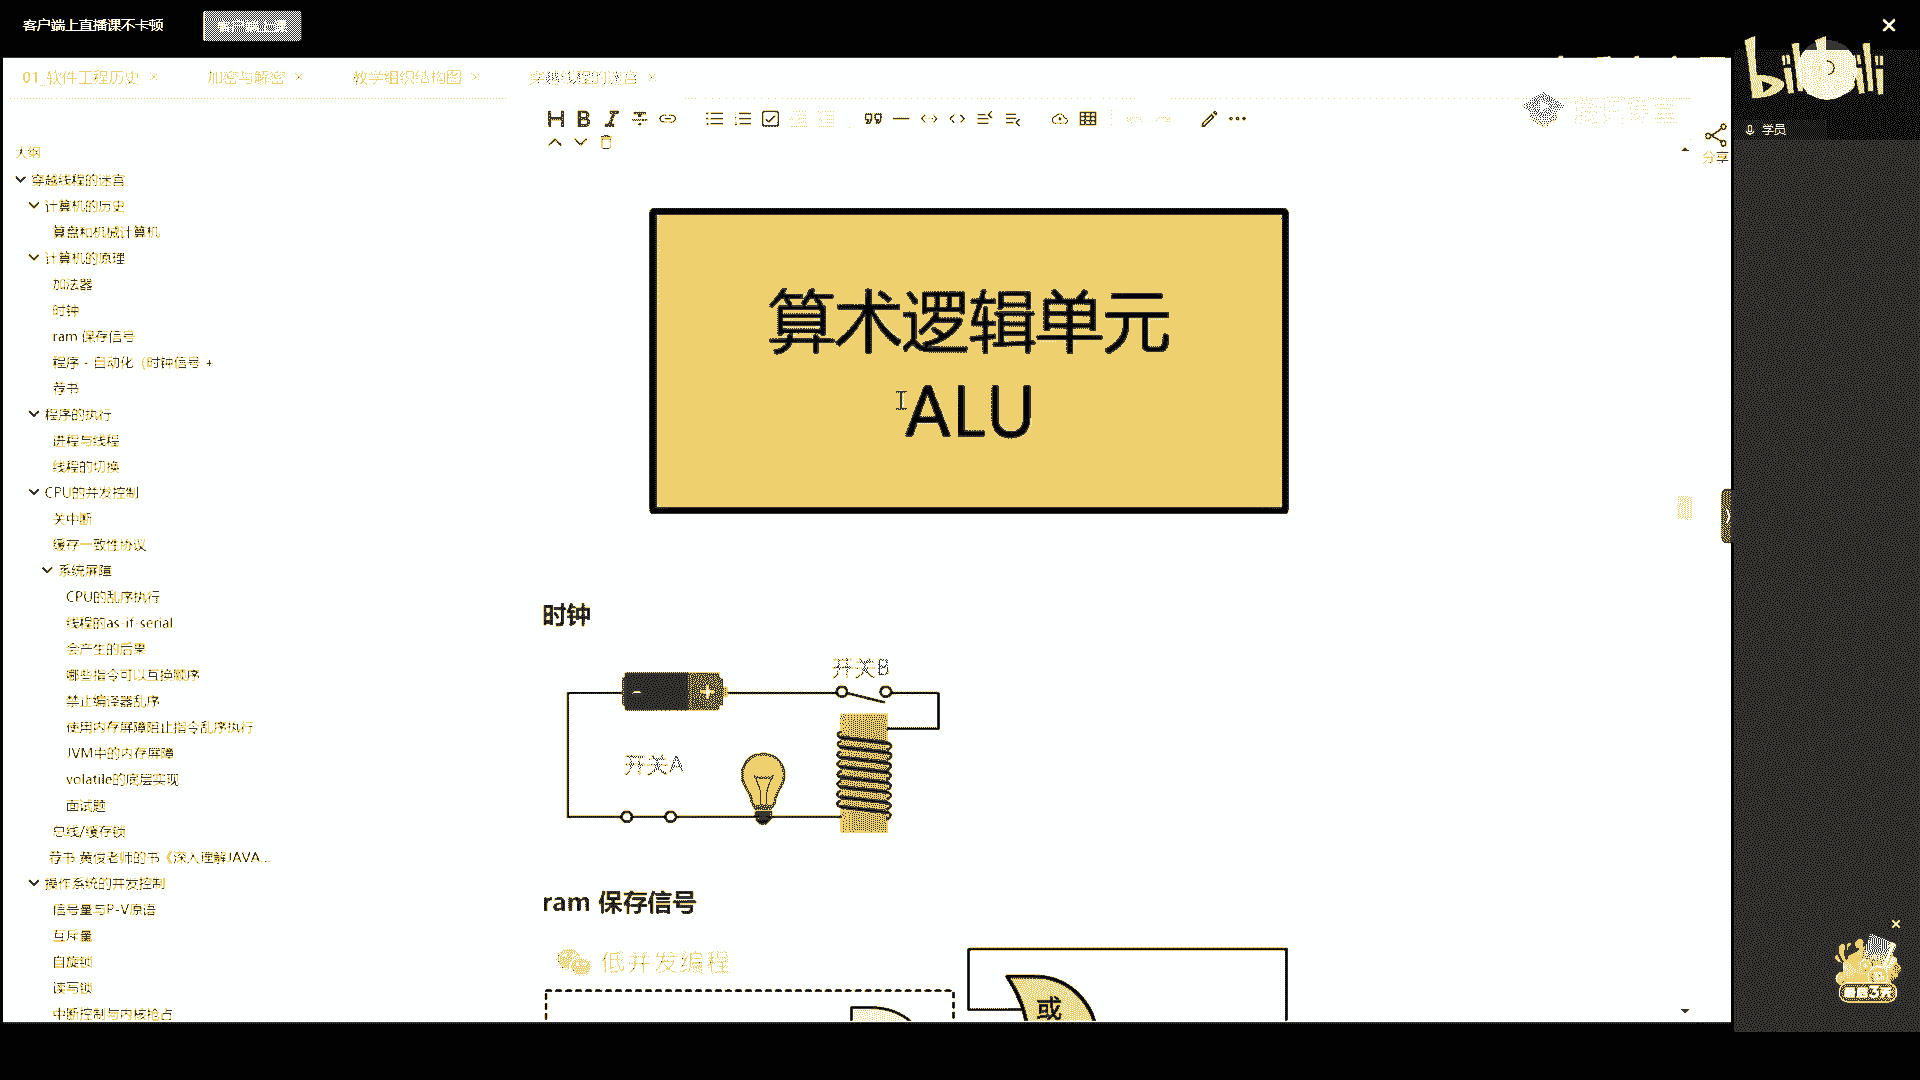 客户端上直播课不卡顿
bilibili
01_软件工程历史 ×
加密与解密 ×
教学组织结构图 ×
穿越线程的迷宫 ×
学员
分享
大纲
穿越线程的迷宫
计算机的历史
算盘和机械计算机
计算机的原理
加法器
时钟
ram 保存信号
程序 - 自动化（时钟信号 +
荐书
程序的执行
进程与线程
线程的切换
CPU的并发控制
关中断
缓存一致性协议
系统屏障
CPU的乱序执行
线程的as-if-serial
会产生的后果
哪些指令可以互换顺序
禁止编译器乱序
使用内存屏障阻止指令乱序执行
JVM中的内存屏障
volatile的底层实现
面试题
总线/缓存锁
荐书 黄俊老师的书《深入理解JAVA...
操作系统的并发控制
信号量与P-V原语
互斥量
自旋锁
读写锁
中断控制与内核抢占
算术逻辑单元
ALU
时钟
开关B
开关A
ram 保存信号
低并发编程
或